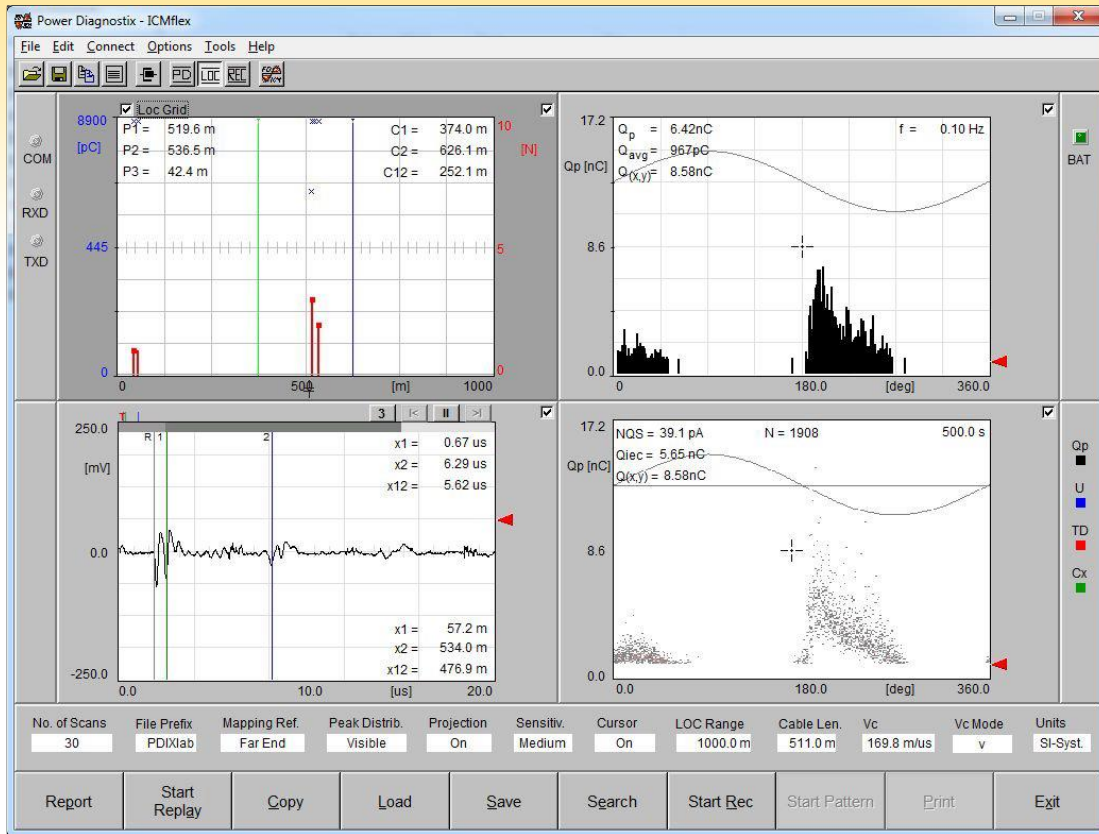 Power Diagnostix - ICMflex
File Edit Connect Options Tools Help
PD LOC REC
COM
RXD
TXD
Loc Grid
8900
[pC]
445
0
P1 = 519.6 m
P2 = 536.5 m
P3 = 42.4 m
C1 = 374.0 m
C2 = 626.1 m
C12 = 252.1 m
10
[N]
5
0
0 500 [m] 1000
17.2
Qp [nC]
8.6
0.0
Qp = 6.42nC
Qavg = 967pC
Q(x,y) = 8.58nC
f = 0.10 Hz
0 180.0 [deg] 360.0
BAT
T
3 |< II >|
250.0
[mV]
0.0
-250.0
R 1 2
x1 = 0.67 us
x2 = 6.29 us
x12 = 5.62 us
x1 = 57.2 m
x2 = 534.0 m
x12 = 476.9 m
0.0 10.0 [us] 20.0
17.2
Qp [nC]
8.6
0.0
NQS = 39.1 pA N = 1908 500.0 s
Qiec = 5.65 nC
Q(x,y) = 8.58nC
0.0 180.0 [deg] 360.0
Qp
U
TD
Cx
No. of Scans File Prefix Mapping Ref. Peak Distrib. Projection Sensitiv. Cursor LOC Range Cable Len. Vc Vc Mode Units
30 PDIXlab Far End Visible On Medium On 1000.0 m 511.0 m 169.8 m/us v SI-Syst.
Report Start Replay Copy Load Save Search Start Rec Start Pattern Print Exit